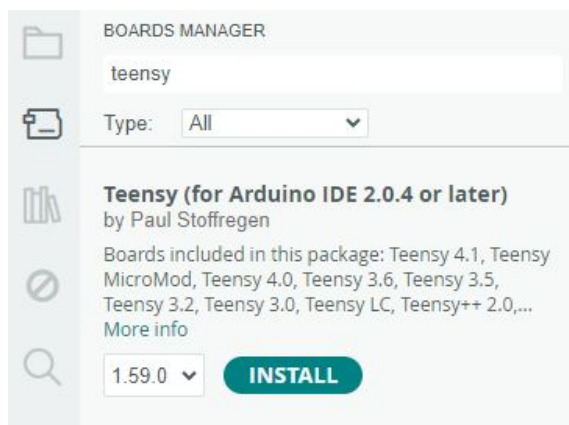 BOARDS MANAGER
teensy
Type: All
Teensy (for Arduino IDE 2.0.4 or later)
by Paul Stoffregen
Boards included in this package: Teensy 4.1, Teensy
MicroMod, Teensy 4.0, Teensy 3.6, Teensy 3.5,
Teensy 3.2, Teensy 3.0, Teensy LC, Teensy++ 2.0,...
More info
1.59.0 INSTALL